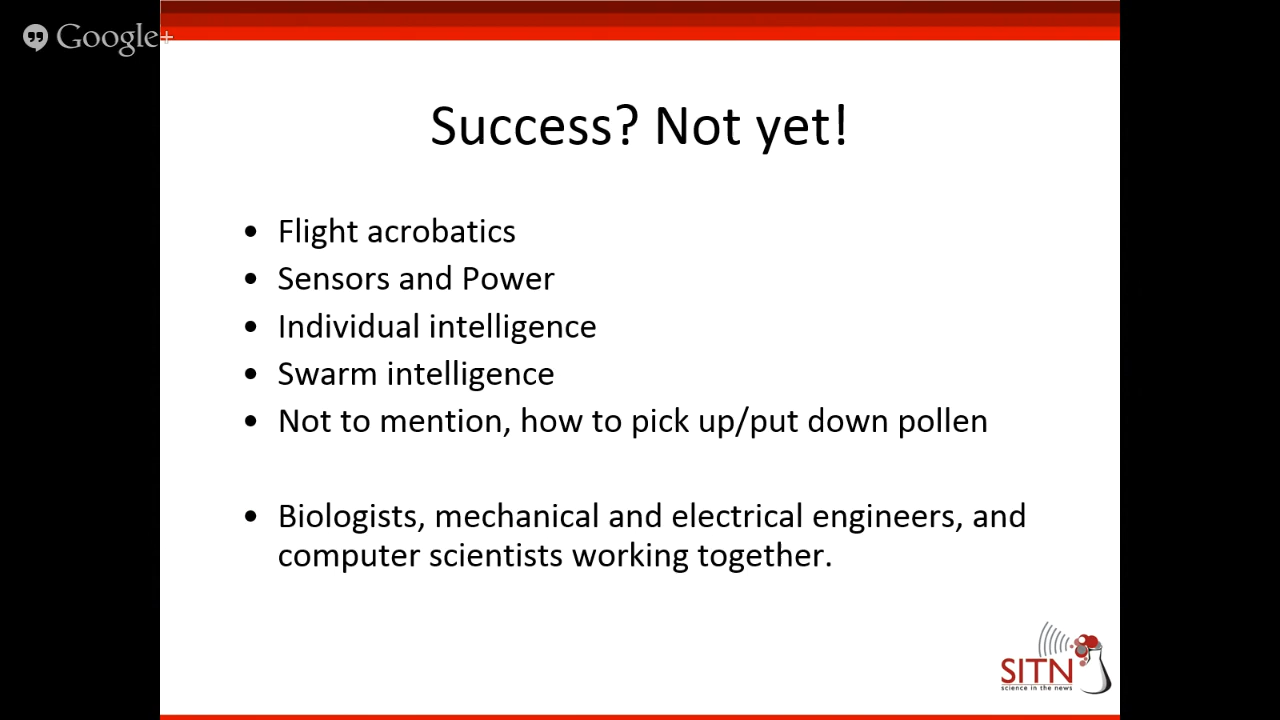 Google+
Success? Not yet!
• Flight acrobatics
• Sensors and Power
• Individual intelligence
• Swarm intelligence
• Not to mention, how to pick up/put down pollen
• Biologists, mechanical and electrical engineers, and
computer scientists working together.
SITN
science in the news